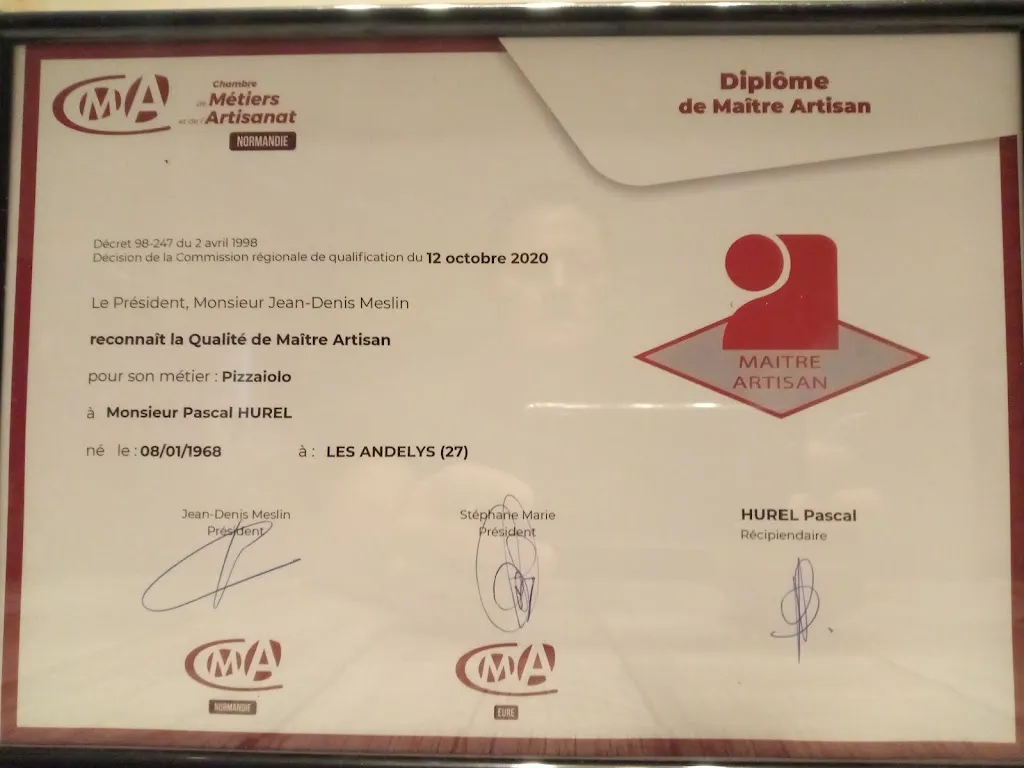 CMA
Chambre
de Métiers
et de l'Artisanat
NORMANDIE
Diplôme
de Maître Artisan
Décret 98-247 du 2 avril 1998
Décision de la Commission régionale de qualification du 12 octobre 2020
Le Président, Monsieur Jean-Denis Meslin
reconnaît la Qualité de Maître Artisan
pour son métier : Pizzaiolo
à Monsieur Pascal HUREL
né le : 08/01/1968 à : LES ANDELYS (27)
MAITRE
ARTISAN
Jean-Denis Meslin
Président
Stéphane Marie
Président
HUREL Pascal
Récipiendaire
CMA
NORMANDIE
CMA
EURE